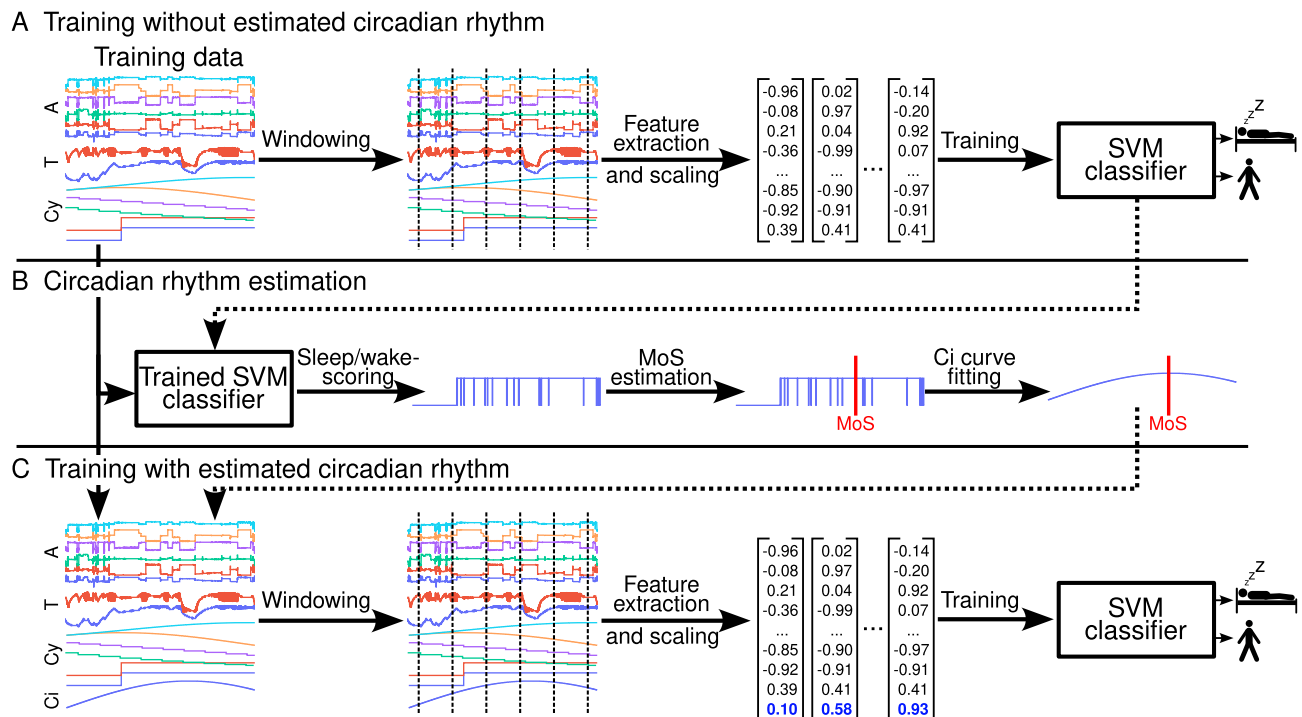 A Training without estimated circadian rhythm
Training data
A
T
Cy
Windowing
Feature
extraction
and scaling
-0.96 0.02 -0.14
-0.08 0.97 -0.20
0.21 0.04 0.92
-0.36 -0.99 0.07
... ... ... ...
-0.85 -0.90 -0.97
-0.92 -0.91 -0.91
0.39 0.41 0.41
Training
SVM
classifier
z z Z
B Circadian rhythm estimation
Trained SVM
classifier
Sleep/wake-
scoring
MoS
estimation
MoS
Ci curve
fitting
MoS
C Training with estimated circadian rhythm
A
T
Cy
Ci
Windowing
Feature
extraction
and scaling
-0.96 0.02 -0.14
-0.08 0.97 -0.20
0.21 0.04 0.92
-0.36 -0.99 0.07
... ... ... ...
-0.85 -0.90 -0.97
-0.92 -0.91 -0.91
0.39 0.41 0.41
0.10 0.58 0.93
Training
SVM
classifier
z z Z